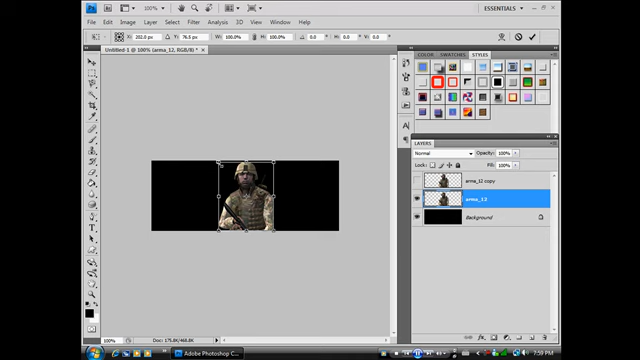 File Edit Image Layer Select Filter Analysis 3D View Window Help
100%
ESSENTIALS
X: 202.0 px Y: 76.5 px W: 100.0% H: 100.0% 0.0 ° H: 0.0 ° V: 0.0 °
Untitled-1 @ 100% (arma_12, RGB/8) *
COLOR SWATCHES STYLES
LAYERS
Normal Opacity: 100%
Lock: Fill: 100%
arma_12 copy
arma_12
Background
100% Doc: 175.8K/468.8K
Adobe Photoshop C...
7:59 PM